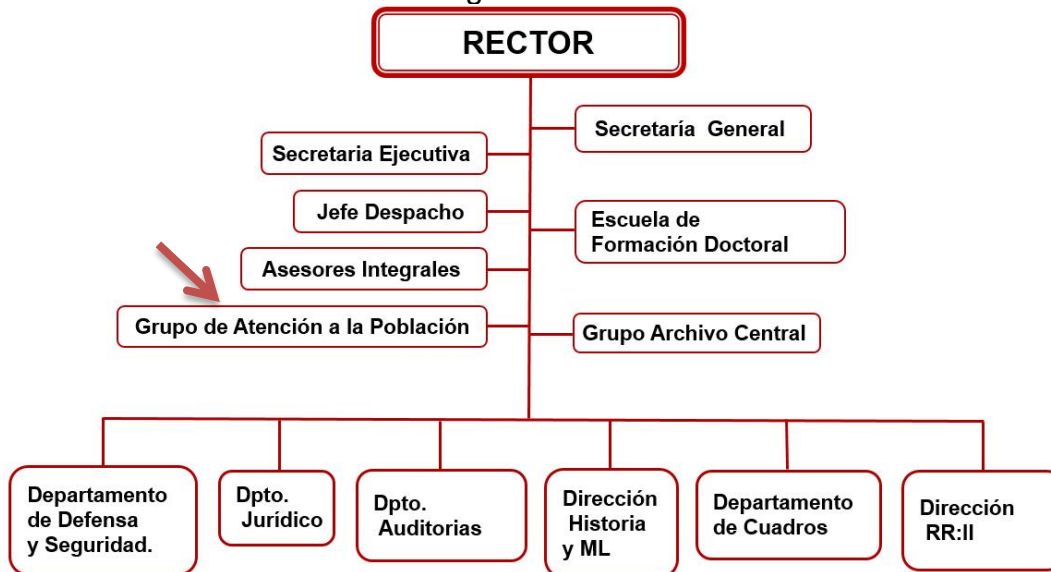 RECTOR
Secretaría General
Secretaria Ejecutiva
Jefe Despacho
Escuela de
Formación Doctoral
Asesores Integrales
Grupo de Atención a la Población
Grupo Archivo Central
Departamento
de Defensa
y Seguridad.
Dpto.
Jurídico
Dpto.
Auditorias
Dirección
Historia
y ML
Departamento
de Cuadros
Dirección
RR:II